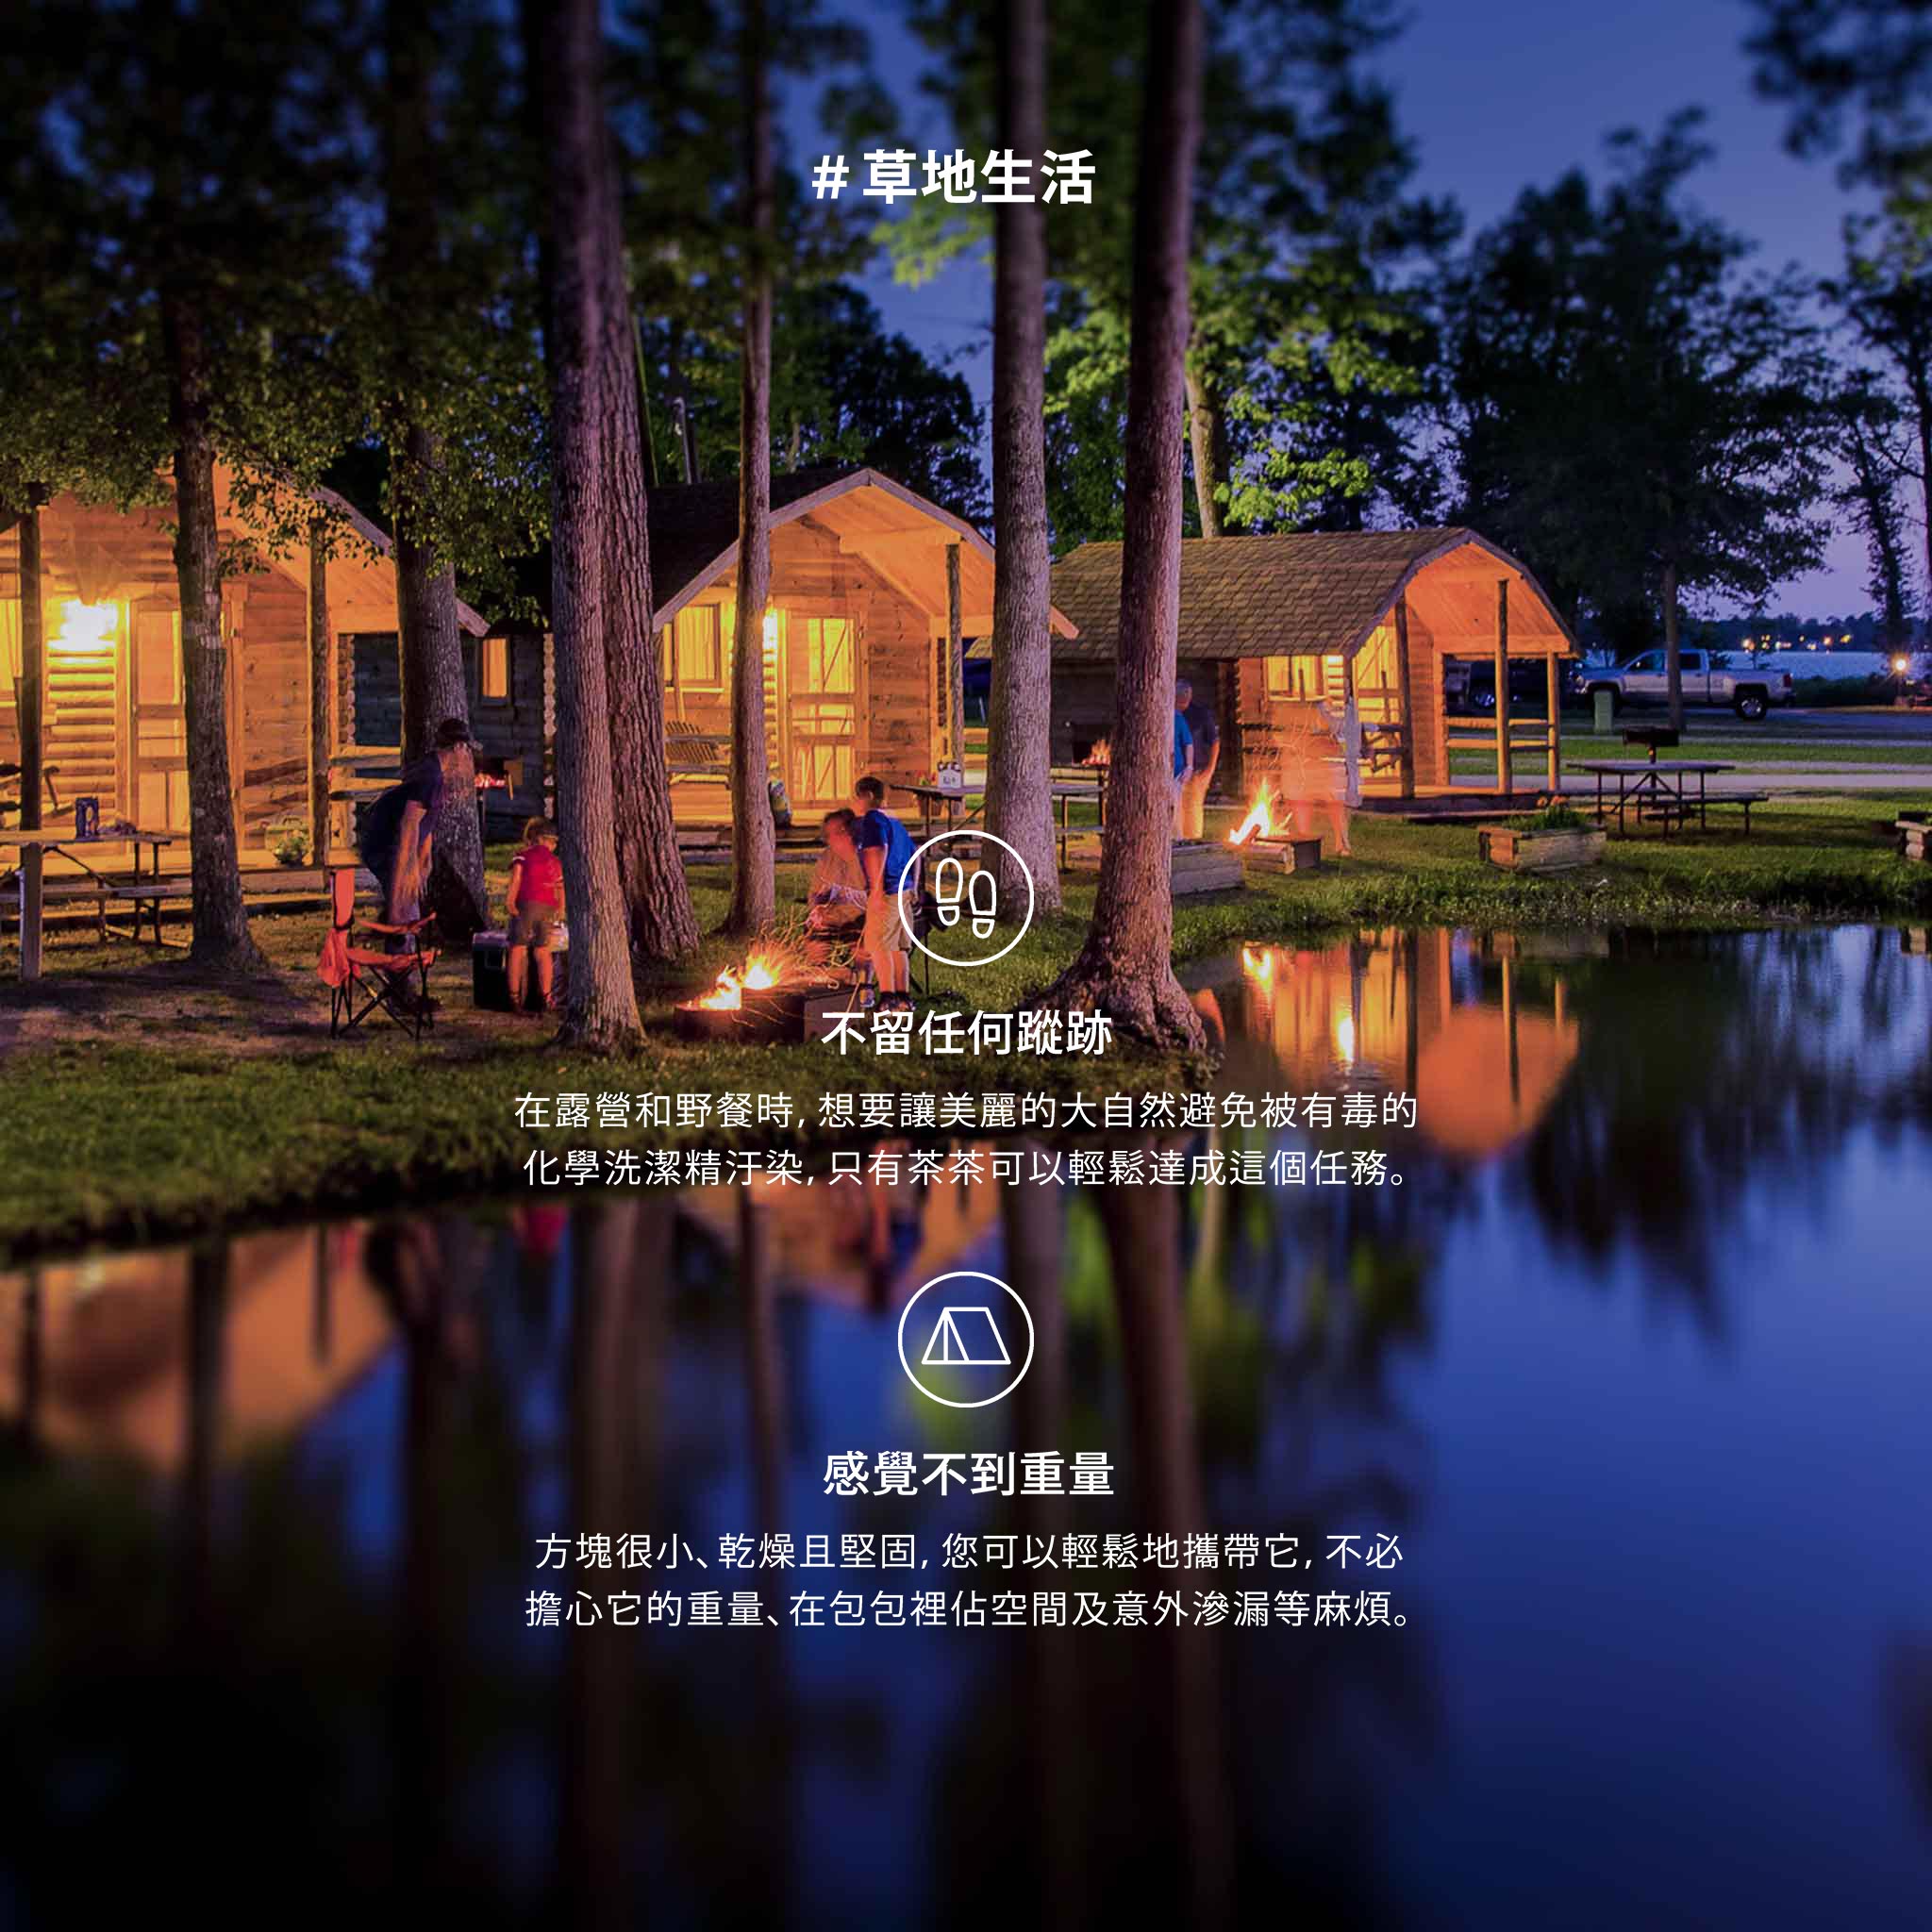 #草地生活
不留任何蹤跡
在露營和野餐時,想要讓美麗的大自然避免被有毒的
化學洗潔精汙染,只有茶茶可以輕鬆達成這個任務。
感覺不到重量
方塊很小、乾燥且堅固,您可以輕鬆地攜帶它,不必
擔心它的重量、在包包裡佔空間及意外滲漏等麻煩。